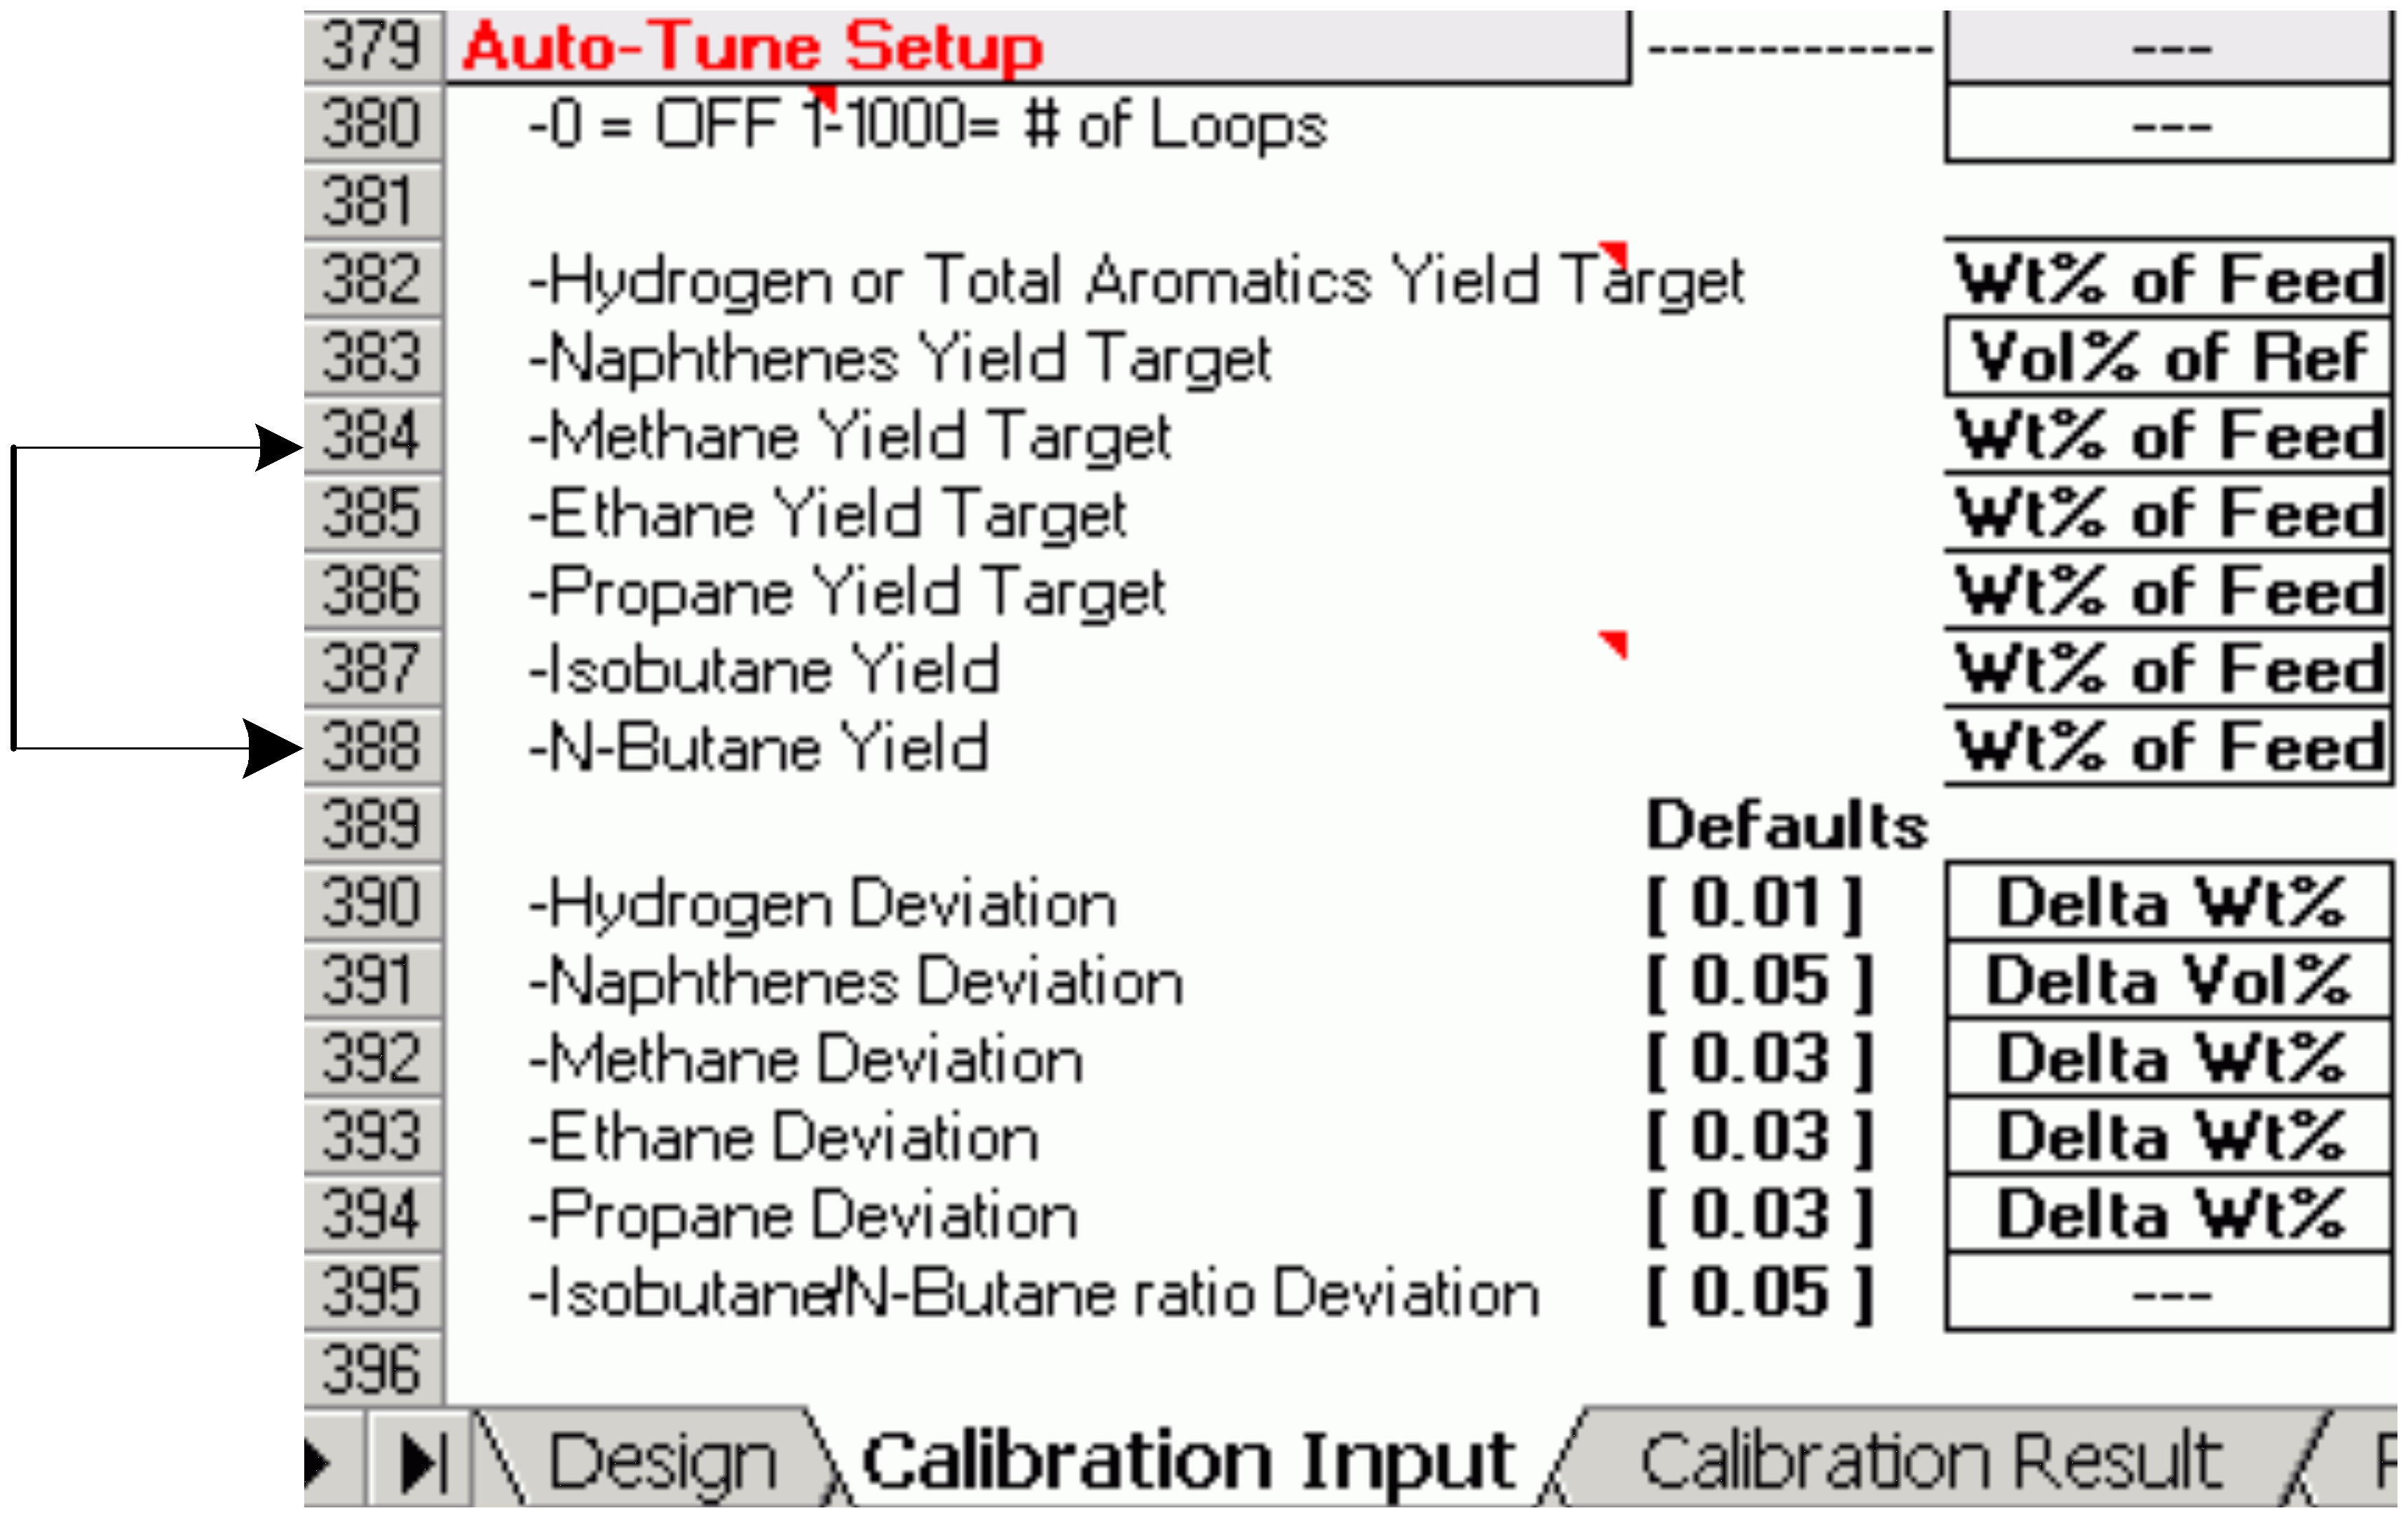 379 Auto-Tune Setup ------------- ---
380 -0 = OFF 1-1000= # of Loops ---
381
382 -Hydrogen or Total Aromatics Yield Target Wt% of Feed
383 -Naphthenes Yield Target Vol% of Ref
384 -Methane Yield Target Wt% of Feed
385 -Ethane Yield Target Wt% of Feed
386 -Propane Yield Target Wt% of Feed
387 -Isobutane Yield Wt% of Feed
388 -N-Butane Yield Wt% of Feed
389 Defaults
390 -Hydrogen Deviation [ 0.01 ] Delta Wt%
391 -Naphthenes Deviation [ 0.05 ] Delta Vol%
392 -Methane Deviation [ 0.03 ] Delta Wt%
393 -Ethane Deviation [ 0.03 ] Delta Wt%
394 -Propane Deviation [ 0.03 ] Delta Wt%
395 -Isobutane/N-Butane ratio Deviation [ 0.05 ] ---
396
Design Calibration Input Calibration Result